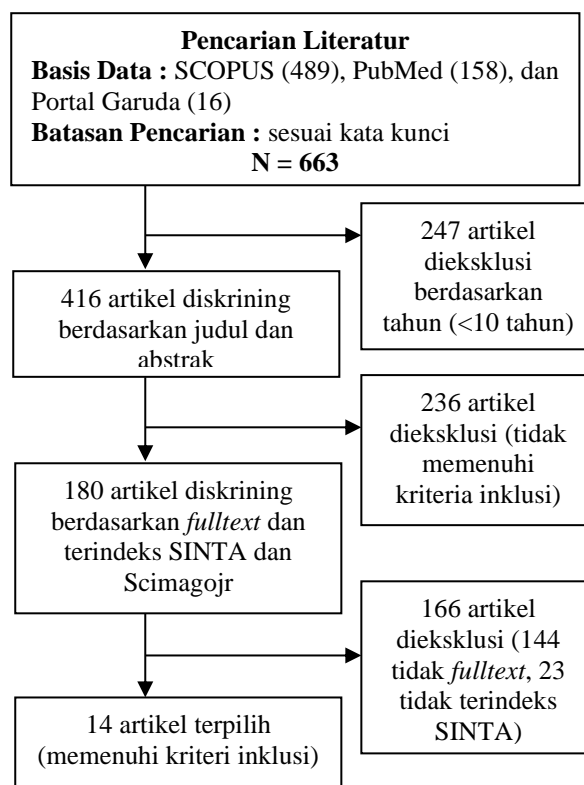 Pencarian Literatur
Basis Data : SCOPUS (489), PubMed (158), dan
Portal Garuda (16)
Batasan Pencarian : sesuai kata kunci
N = 663
247 artikel
dieksklusi
berdasarkan
tahun (<10 tahun)
416 artikel diskrining
berdasarkan judul dan
abstrak
236 artikel
dieksklusi (tidak
memenuhi
kriteria inklusi)
180 artikel diskrining
berdasarkan fulltext dan
terindeks SINTA dan
Scimagojr
166 artikel
dieksklusi (144
tidak fulltext, 23
tidak terindeks
SINTA)
14 artikel terpilih
(memenuhi kriteri inklusi)